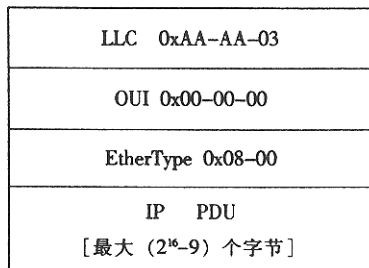 LLC 0xAA-AA-03
OUI 0x00-00-00
EtherType 0x08-00
IP PDU
[最大（2¹⁶-9）个字节]